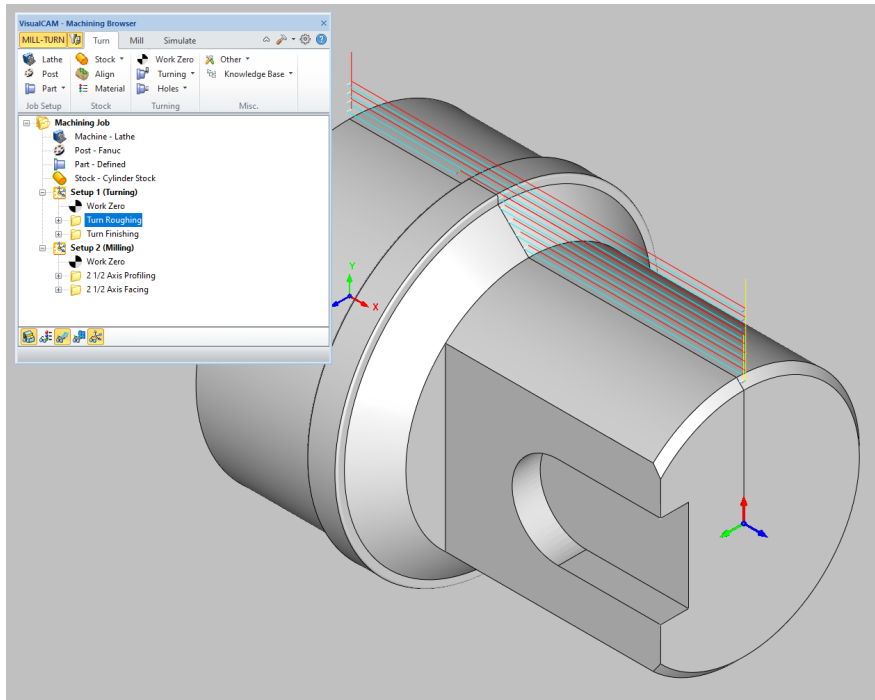 VisualCAM - Machining Browser
MILL-TURN Turn Mill Simulate
Lathe Stock Work Zero Other
Post Align Turning Knowledge Base
Part Material Holes
Job Setup Stock Turning Misc.
Machining Job
Machine - Lathe
Post - Fanuc
Part - Defined
Stock - Cylinder Stock
Setup 1 (Turning)
Work Zero
Turn Roughing
Turn Finishing
Setup 2 (Milling)
Work Zero
2 1/2 Axis Profiling
2 1/2 Axis Facing
Y
X